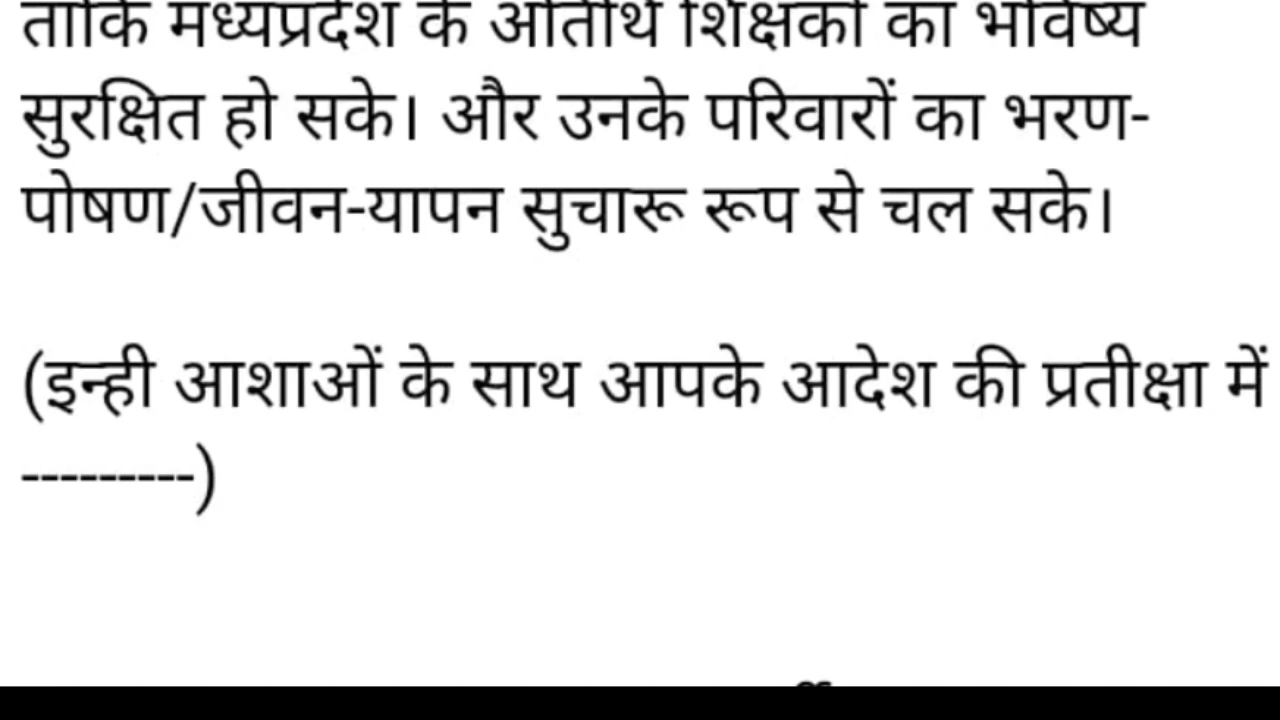 ताकि मध्यप्रदेश के अतिथि शिक्षकों का भविष्य
सुरक्षित हो सके। और उनके परिवारों का भरण-
पोषण/जीवन-यापन सुचारू रूप से चल सके।
(इन्ही आशाओं के साथ आपके आदेश की प्रतीक्षा में
---------)